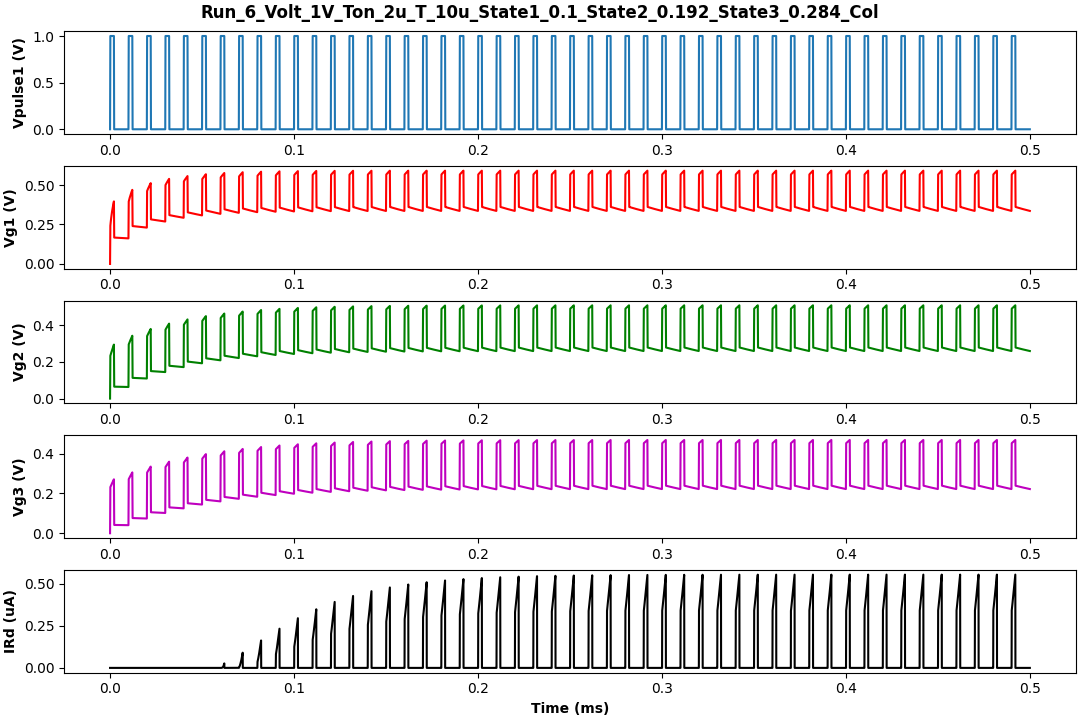 Run_6_Volt_1V_Ton_2u_T_10u_State1_0.1_State2_0.192_State3_0.284_Col
Vpulse1 (V)
1.0
0.5
0.0
0.0 0.1 0.2 0.3 0.4 0.5
Vg1 (V)
0.50
0.25
0.00
0.0 0.1 0.2 0.3 0.4 0.5
Vg2 (V)
0.4
0.2
0.0
0.0 0.1 0.2 0.3 0.4 0.5
Vg3 (V)
0.4
0.2
0.0
0.0 0.1 0.2 0.3 0.4 0.5
IRd (uA)
0.50
0.25
0.00
0.0 0.1 0.2 0.3 0.4 0.5
Time (ms)